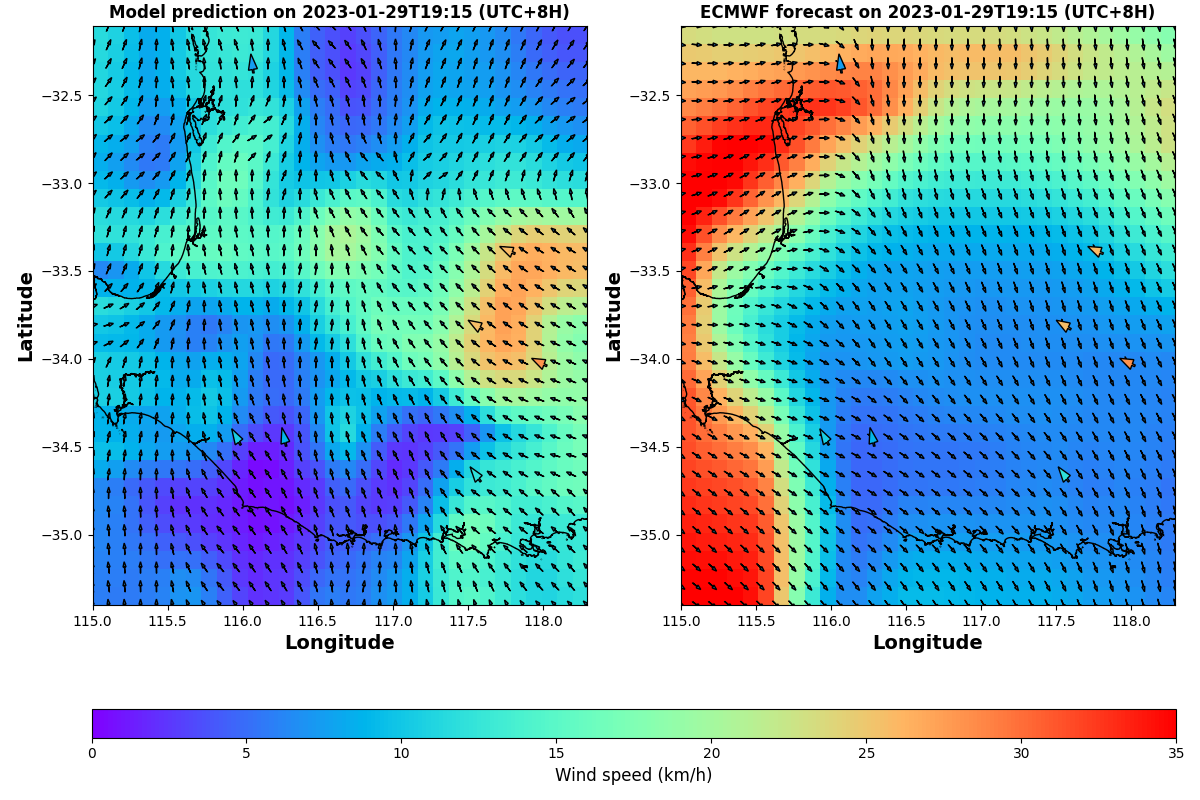 Model prediction on 2023-01-29T19:15 (UTC+8H)
ECMWF forecast on 2023-01-29T19:15 (UTC+8H)
Latitude
−32.5
−33.0
−33.5
−34.0
−34.5
−35.0
115.0 115.5 116.0 116.5 117.0 117.5 118.0
Longitude
Latitude
−32.5
−33.0
−33.5
−34.0
−34.5
−35.0
115.0 115.5 116.0 116.5 117.0 117.5 118.0
Longitude
0 5 10 15 20 25 30 35
Wind speed (km/h)